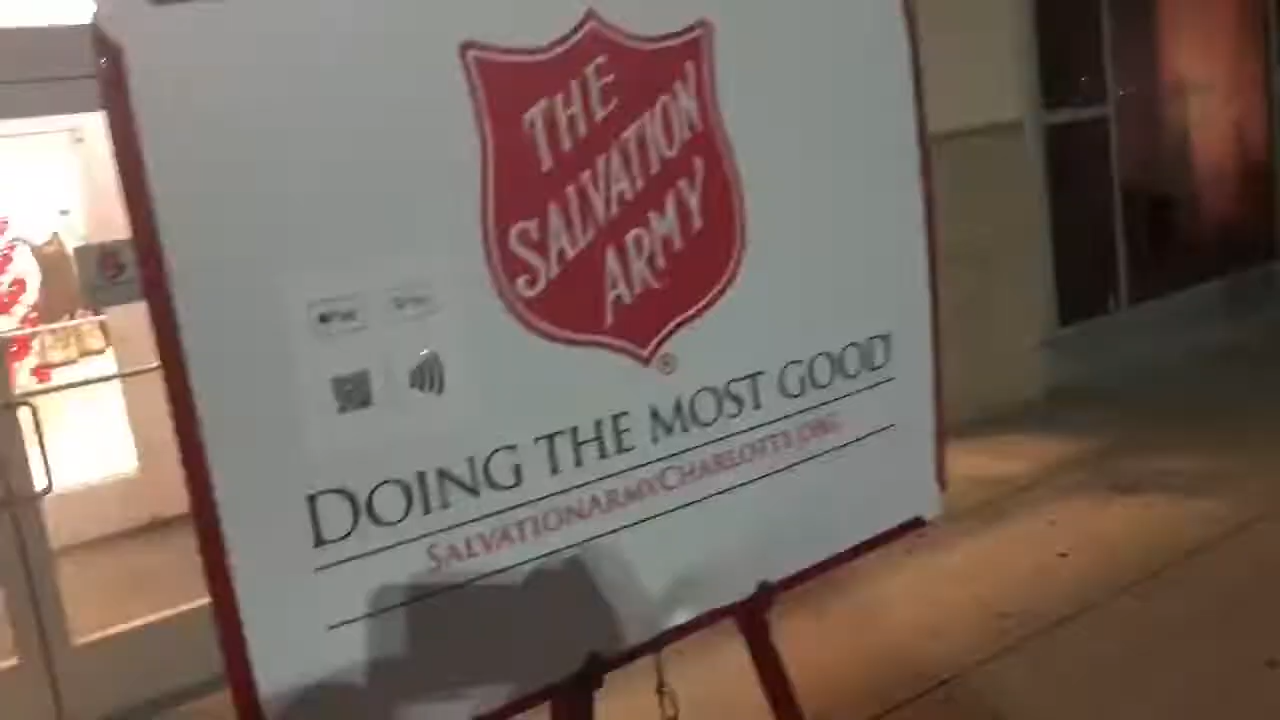 THE
SALVATION
ARMY
®
DOING THE MOST GOOD
SALVATIONARMYCHARLOTTE.ORG